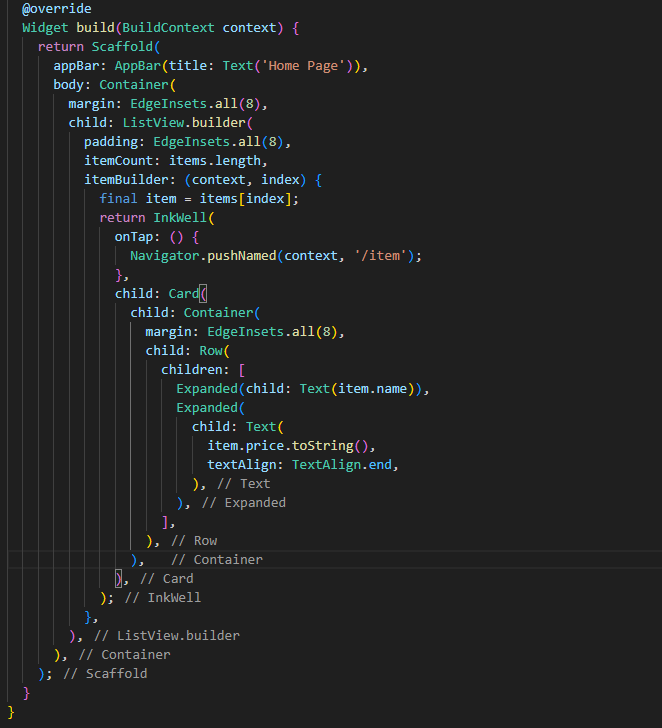 @override
Widget build(BuildContext context) {
return Scaffold(
appBar: AppBar(title: Text('Home Page')),
body: Container(
margin: EdgeInsets.all(8),
child: ListView.builder(
padding: EdgeInsets.all(8),
itemCount: items.length,
itemBuilder: (context, index) {
final item = items[index];
return InkWell(
onTap: () {
Navigator.pushNamed(context, '/item');
},
child: Card(
child: Container(
margin: EdgeInsets.all(8),
child: Row(
children: [
Expanded(child: Text(item.name)),
Expanded(
child: Text(
item.price.toString(),
textAlign: TextAlign.end,
), // Text
), // Expanded
],
), // Row
), // Container
), // Card
); // InkWell
},
), // ListView.builder
), // Container
); // Scaffold
}
}